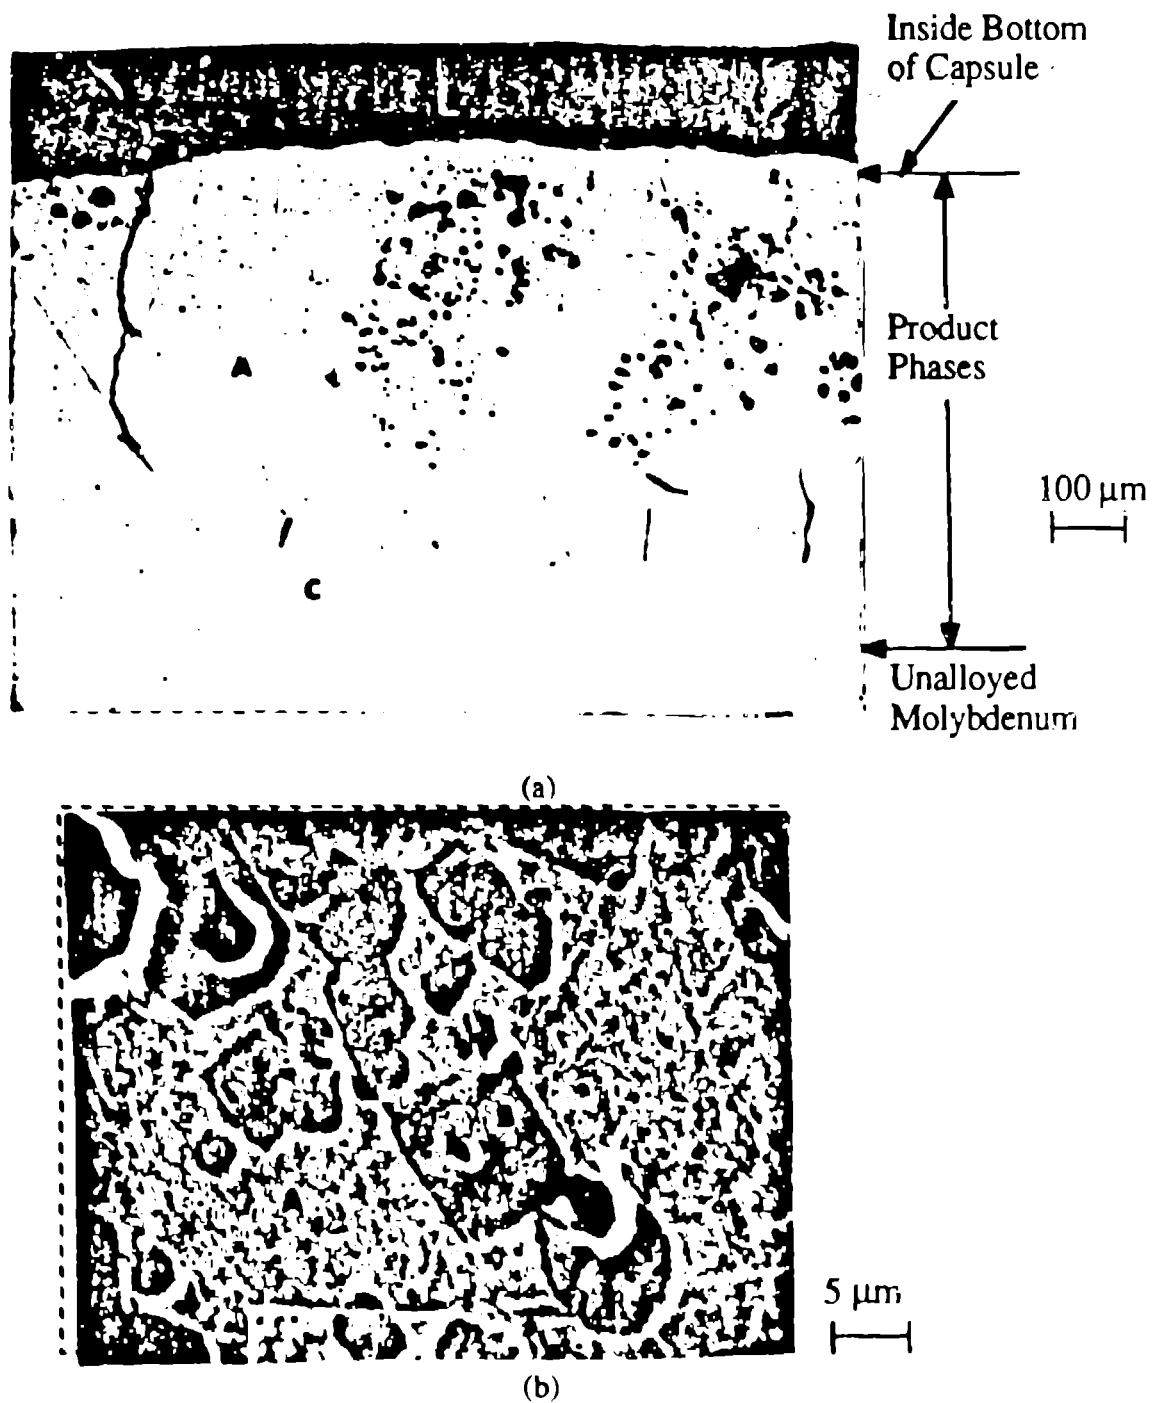 Inside Bottom
of Capsule
A
Product
Phases
100 µm
C
Unalloyed
Molybdenum
(a)
5 µm
(b)